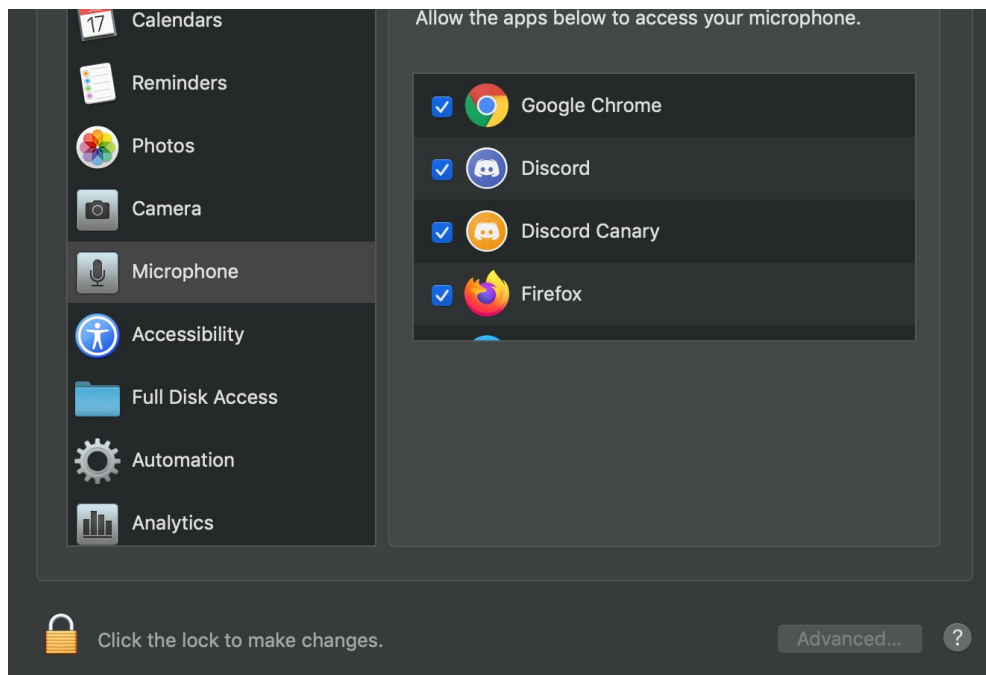 17
Calendars
Reminders
Photos
Camera
Microphone
Accessibility
Full Disk Access
Automation
Analytics
Allow the apps below to access your microphone.
Google Chrome
Discord
Discord Canary
Firefox
Click the lock to make changes.
Advanced...
?